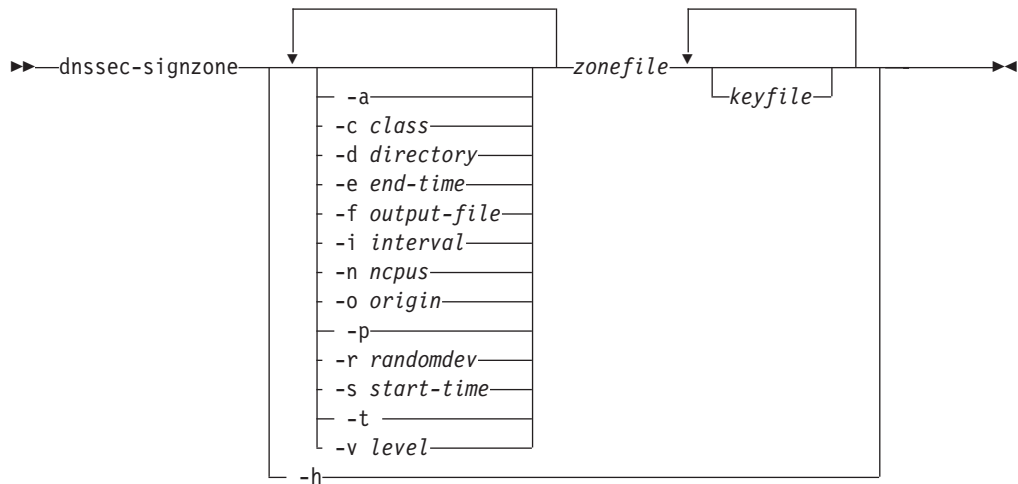 dnssec-signzone zonefile
-a keyfile
-c class
-d directory
-e end-time
-f output-file
-i interval
-n ncpus
-o origin
-p
-r randomdev
-s start-time
-t
-v level
-h